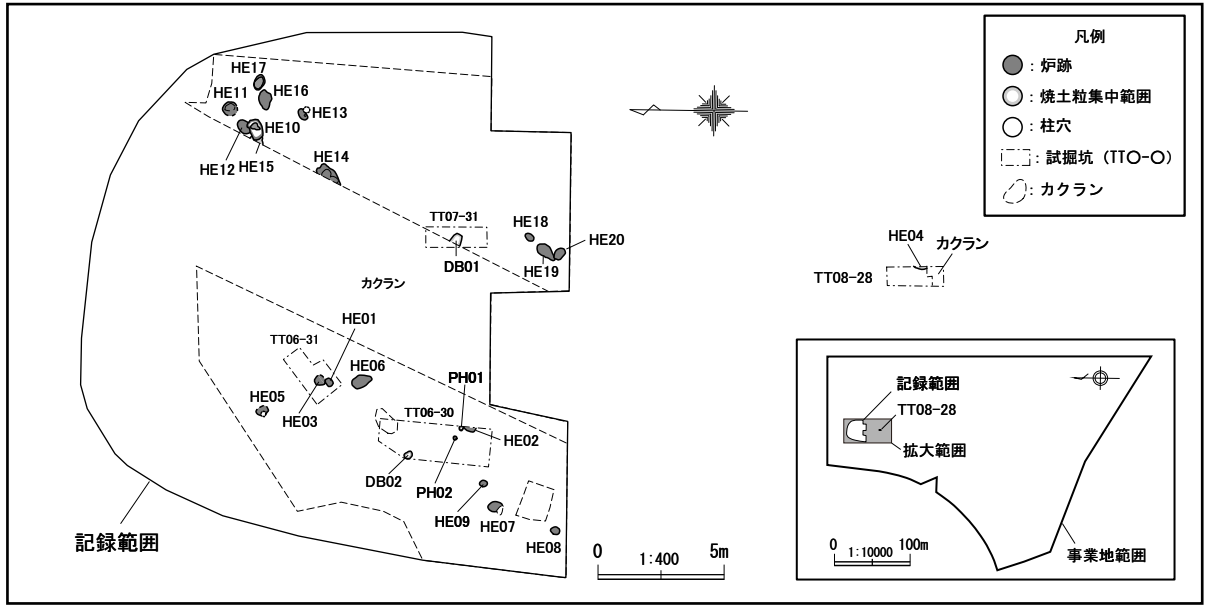 凡例
：炉跡
：焼土粒集中範囲
：柱穴
：試掘坑（TT〇-〇）
：カクラン
HE17
HE16
HE11
HE13
HE10
HE12
HE15
HE14
TT07-31
HE18
HE20
DB01
HE19
HE04
カクラン
TT08-28
カクラン
HE01
TT06-31
HE06
PH01
HE05
HE03
TT06-30
HE02
DB02
PH02
HE09
HE07
HE08
記録範囲
0
1:400
5m
記録範囲
TT08-28
拡大範囲
0
1:10000
100m
事業地範囲